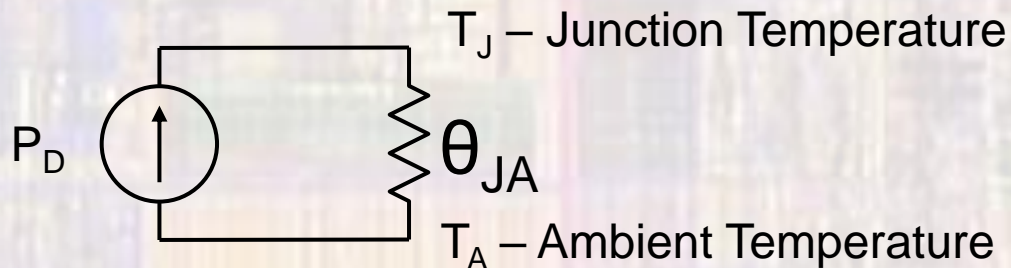 T_J – Junction Temperature
P_D
θ_JA
T_A – Ambient Temperature